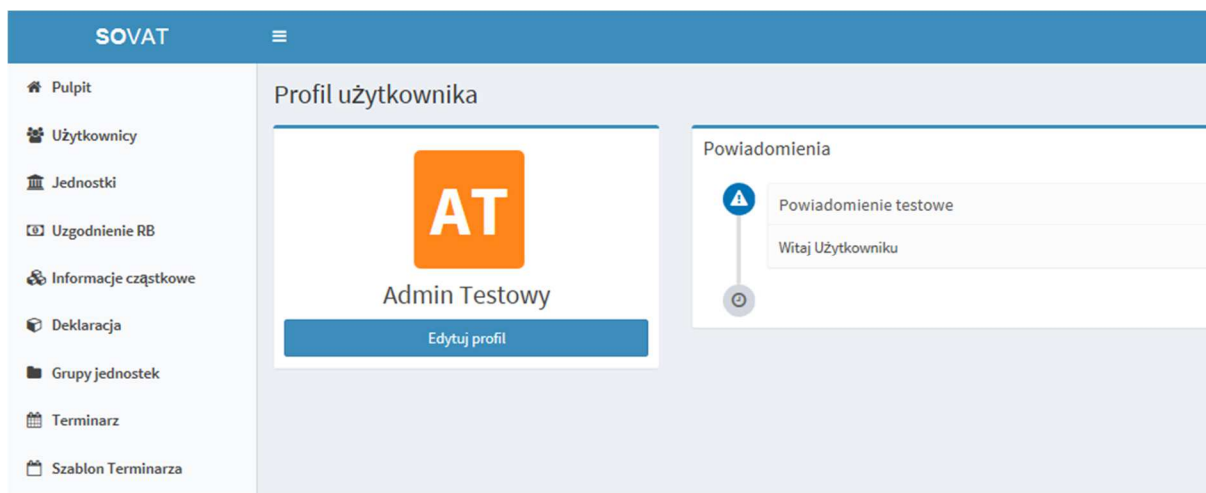 SOVAT
Pulpit
Użytkownicy
Jednostki
Uzgodnienie RB
Informacje cząstkowe
Deklaracja
Grupy jednostek
Terminarz
Szablon Terminarza
Profil użytkownika
AT
Admin Testowy
Edytuj profil
Powiadomienia
Powiadomienie testowe
Witaj Użytkowniku